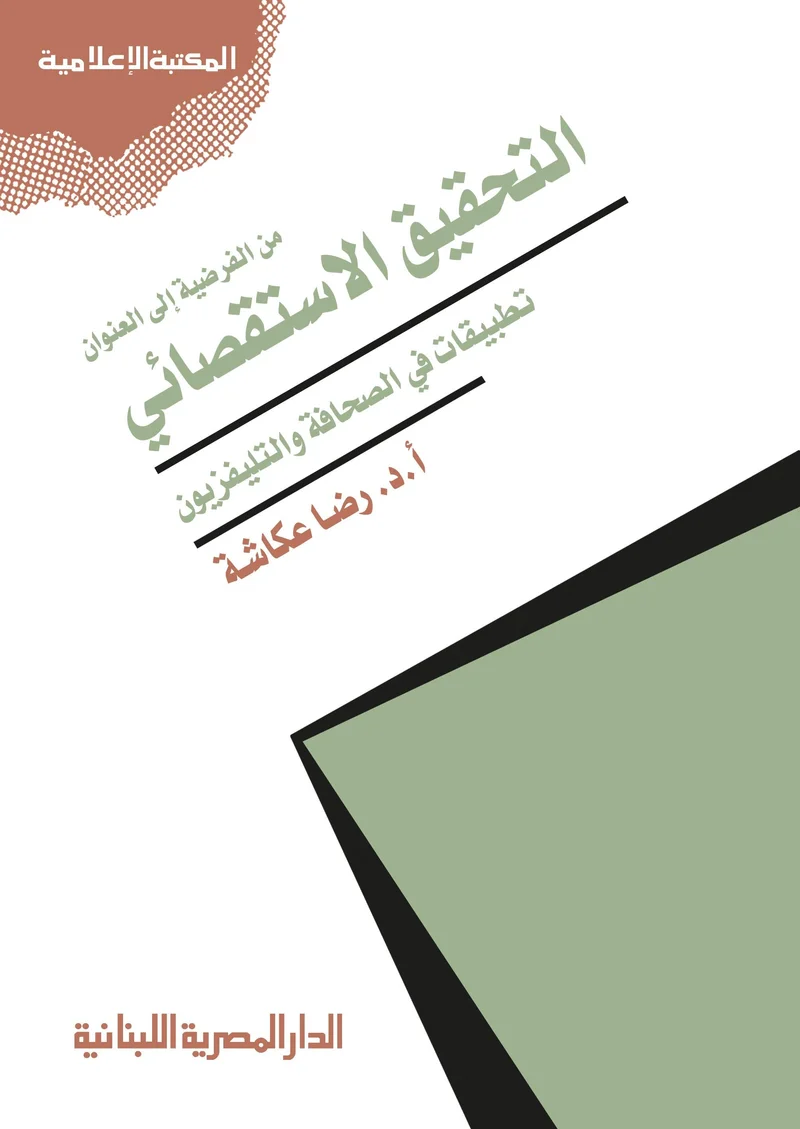 المكتبة الإعلامية
من الفرضية إلى العنوان
التحقيق الاستقصائي
تطبيقات في الصحافة والتليفزيون
أ.د. رضا عكاشة
الدار المصرية اللبنانية